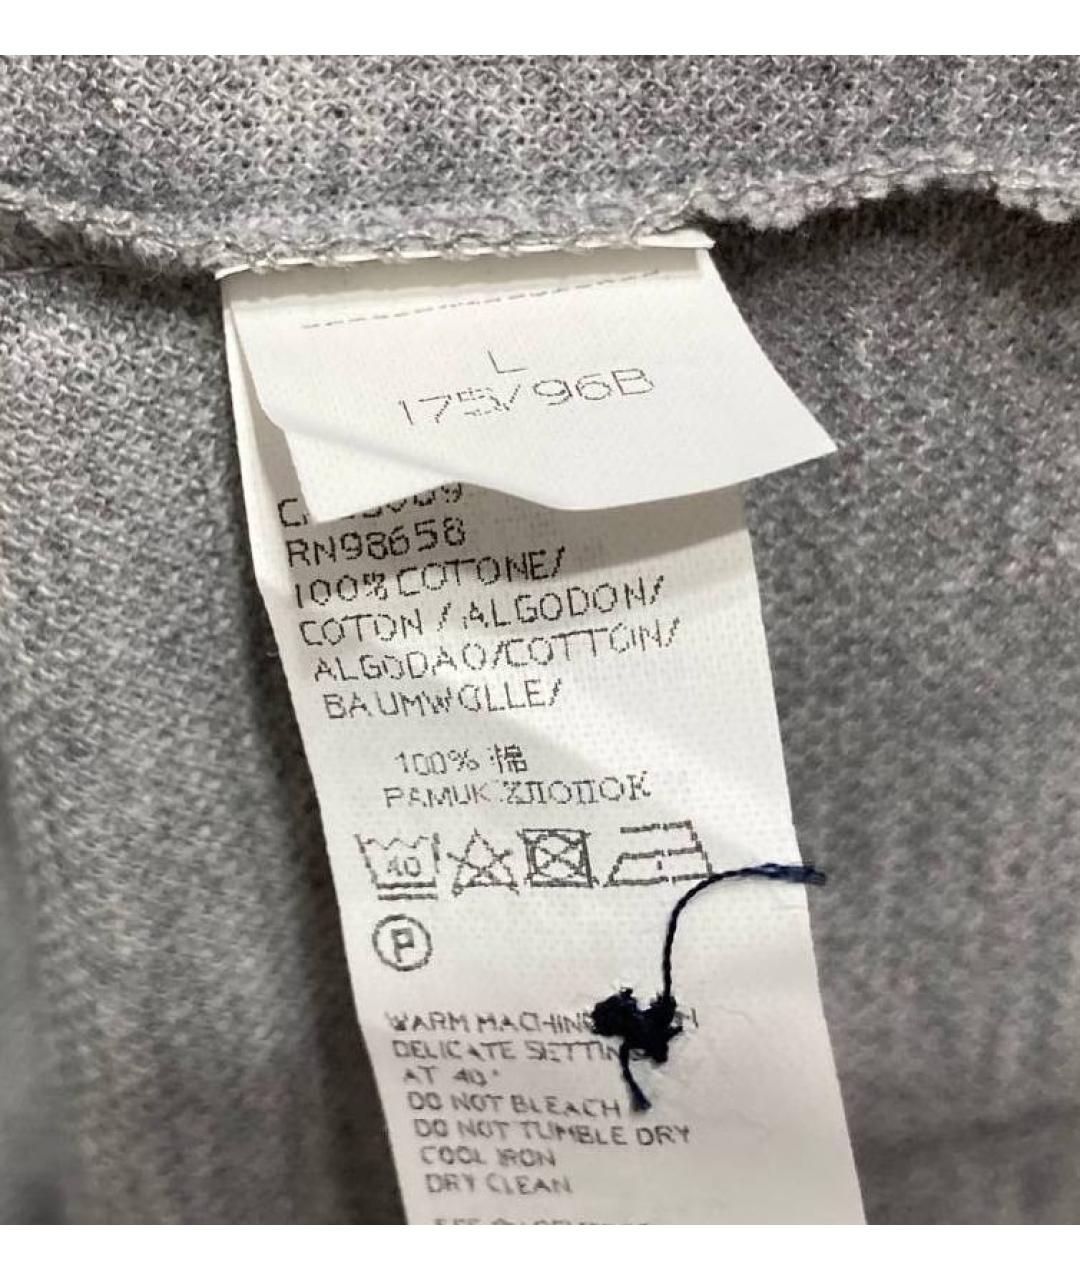 L
175/96B
RN98658
100% COTONE/
COTON / ALGODON/
ALGODAO/COTTON/
BAUMWOLLE/
100% 棉
PAMUK ХЛОПОК
40
P
WARM MACHINE
DELICATE SETTING
AT 40°
DO NOT BLEACH
DO NOT TUMBLE DRY
COOL IRON
DRY CLEAN